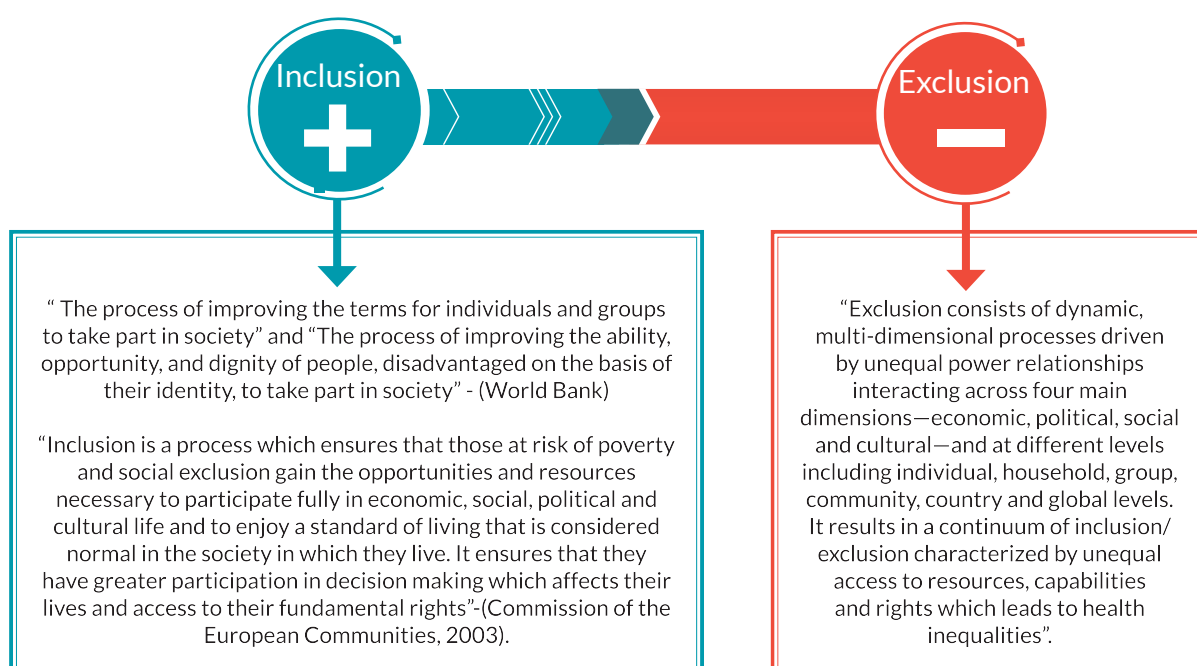 Inclusion
Exclusion
“ The process of improving the terms for individuals and groups
to take part in society” and “The process of improving the ability,
opportunity, and dignity of people, disadvantaged on the basis of
their identity, to take part in society” - (World Bank)
“Inclusion is a process which ensures that those at risk of poverty
and social exclusion gain the opportunities and resources
necessary to participate fully in economic, social, political and
cultural life and to enjoy a standard of living that is considered
normal in the society in which they live. It ensures that they
have greater participation in decision making which affects their
lives and access to their fundamental rights”-(Commission of the
European Communities, 2003).
“Exclusion consists of dynamic,
multi-dimensional processes driven
by unequal power relationships
interacting across four main
dimensions—economic, political, social
and cultural—and at different levels
including individual, household, group,
community, country and global levels.
It results in a continuum of inclusion/
exclusion characterized by unequal
access to resources, capabilities
and rights which leads to health
inequalities”.